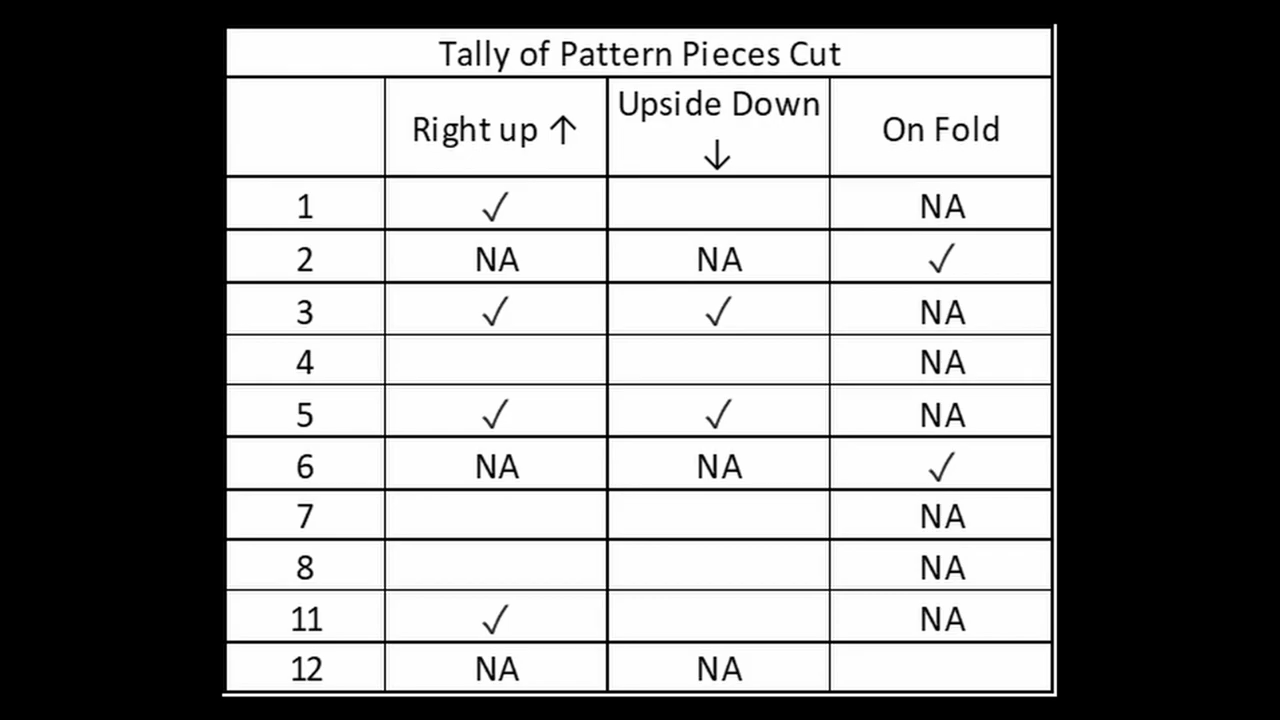 Tally of Pattern Pieces Cut
Right up ↑ Upside Down ↓ On Fold
1 ✓ NA
2 NA NA ✓
3 ✓ ✓ NA
4 NA
5 ✓ ✓ NA
6 NA NA ✓
7 NA
8 NA
11 ✓ NA
12 NA NA